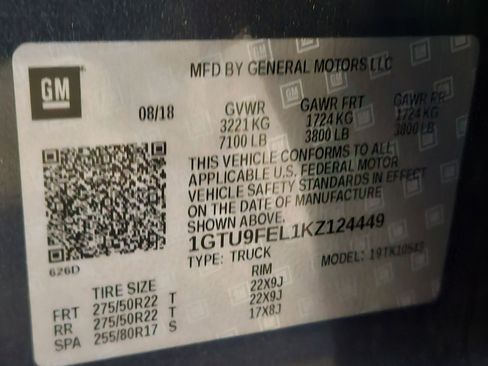 GM
MFD BY GENERAL MOTORS LLC
08/18 GVWR GAWR FRT GAWR RR
3221 KG 1724 KG 1724 KG
7100 LB 3800 LB 3800 LB
THIS VEHICLE CONFORMS TO ALL
APPLICABLE U.S. FEDERAL MOTOR
VEHICLE SAFETY STANDARDS IN EFFECT
ON THE DATE OF MANUFACTURE
SHOWN ABOVE.
1GTU9FEL1KZ124449
TYPE: TRUCK MODEL: 19TK10543
626D
TIRE SIZE RIM
FRT 275/50R22 T 22X9J
RR 275/50R22 T 22X9J
SPA 255/80R17 S 17X8J